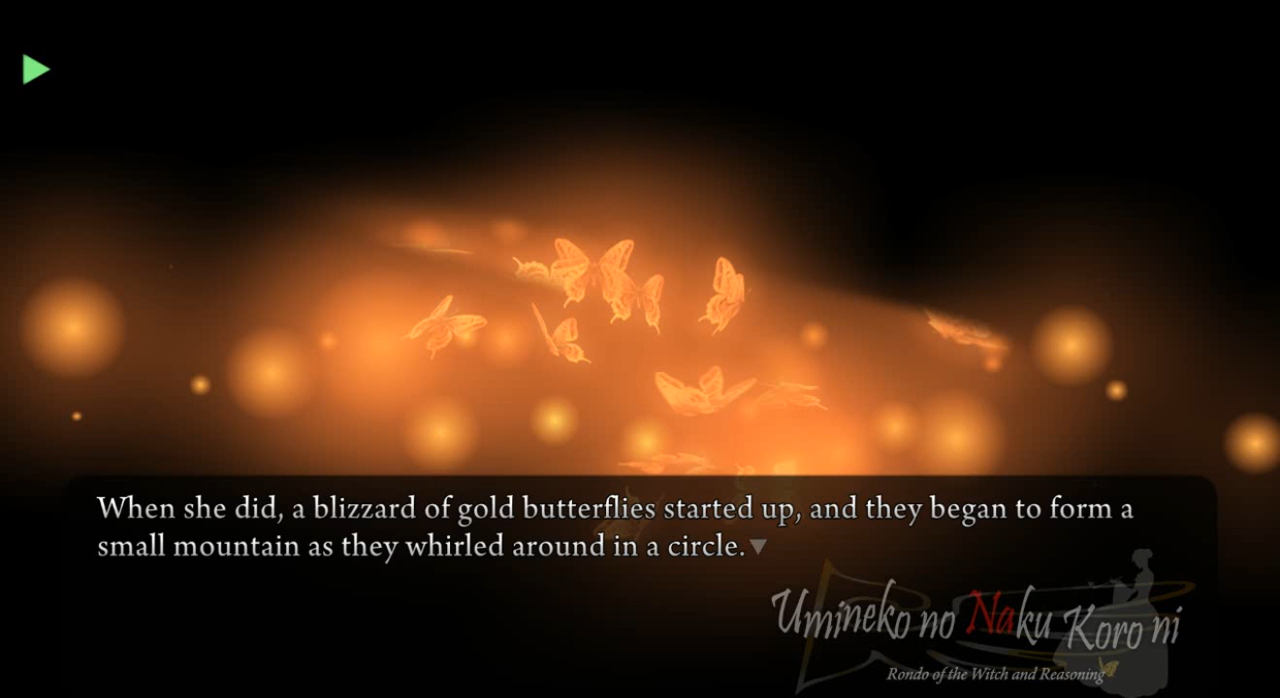 When she did, a blizzard of gold butterflies started up, and they began to form a
small mountain as they whirled around in a circle.
Umineko no Naku Koro ni
Rondo of the Witch and Reasoning